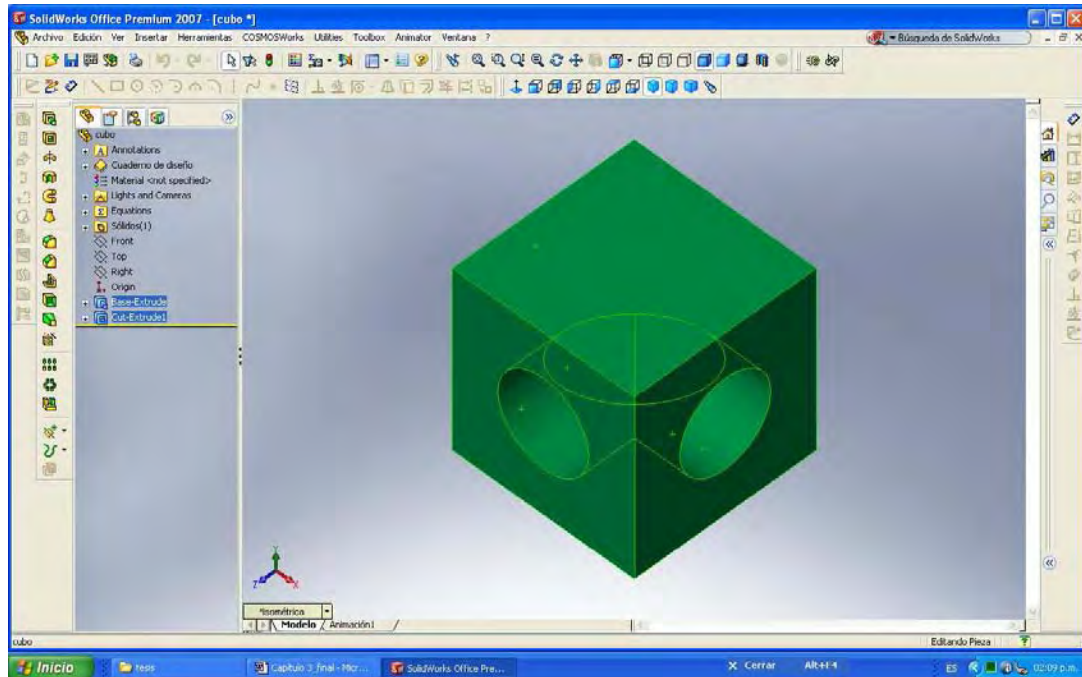 SolidWorks Office Premium 2007 - [cubo *]
Archivo Edición Ver Insertar Herramientas COSMOSWorks Utilities Toolbox Animator Ventana ?
Búsqueda de SolidWorks
cubo
Annotations
Cuaderno de diseño
Material <not specified>
Lights and Cameras
Equations
Sólidos(1)
Front
Top
Right
Origin
Base-Extrude
Cut-Extrude1
Y
Z
X
*Isométrica
Modelo Animación1
cubo
Editando Pieza
Inicio
tesis
Capitulo 3 final - Micr...
SolidWorks Office Pre...
X Cerrar Alt+F4
ES
02:09 p.m.